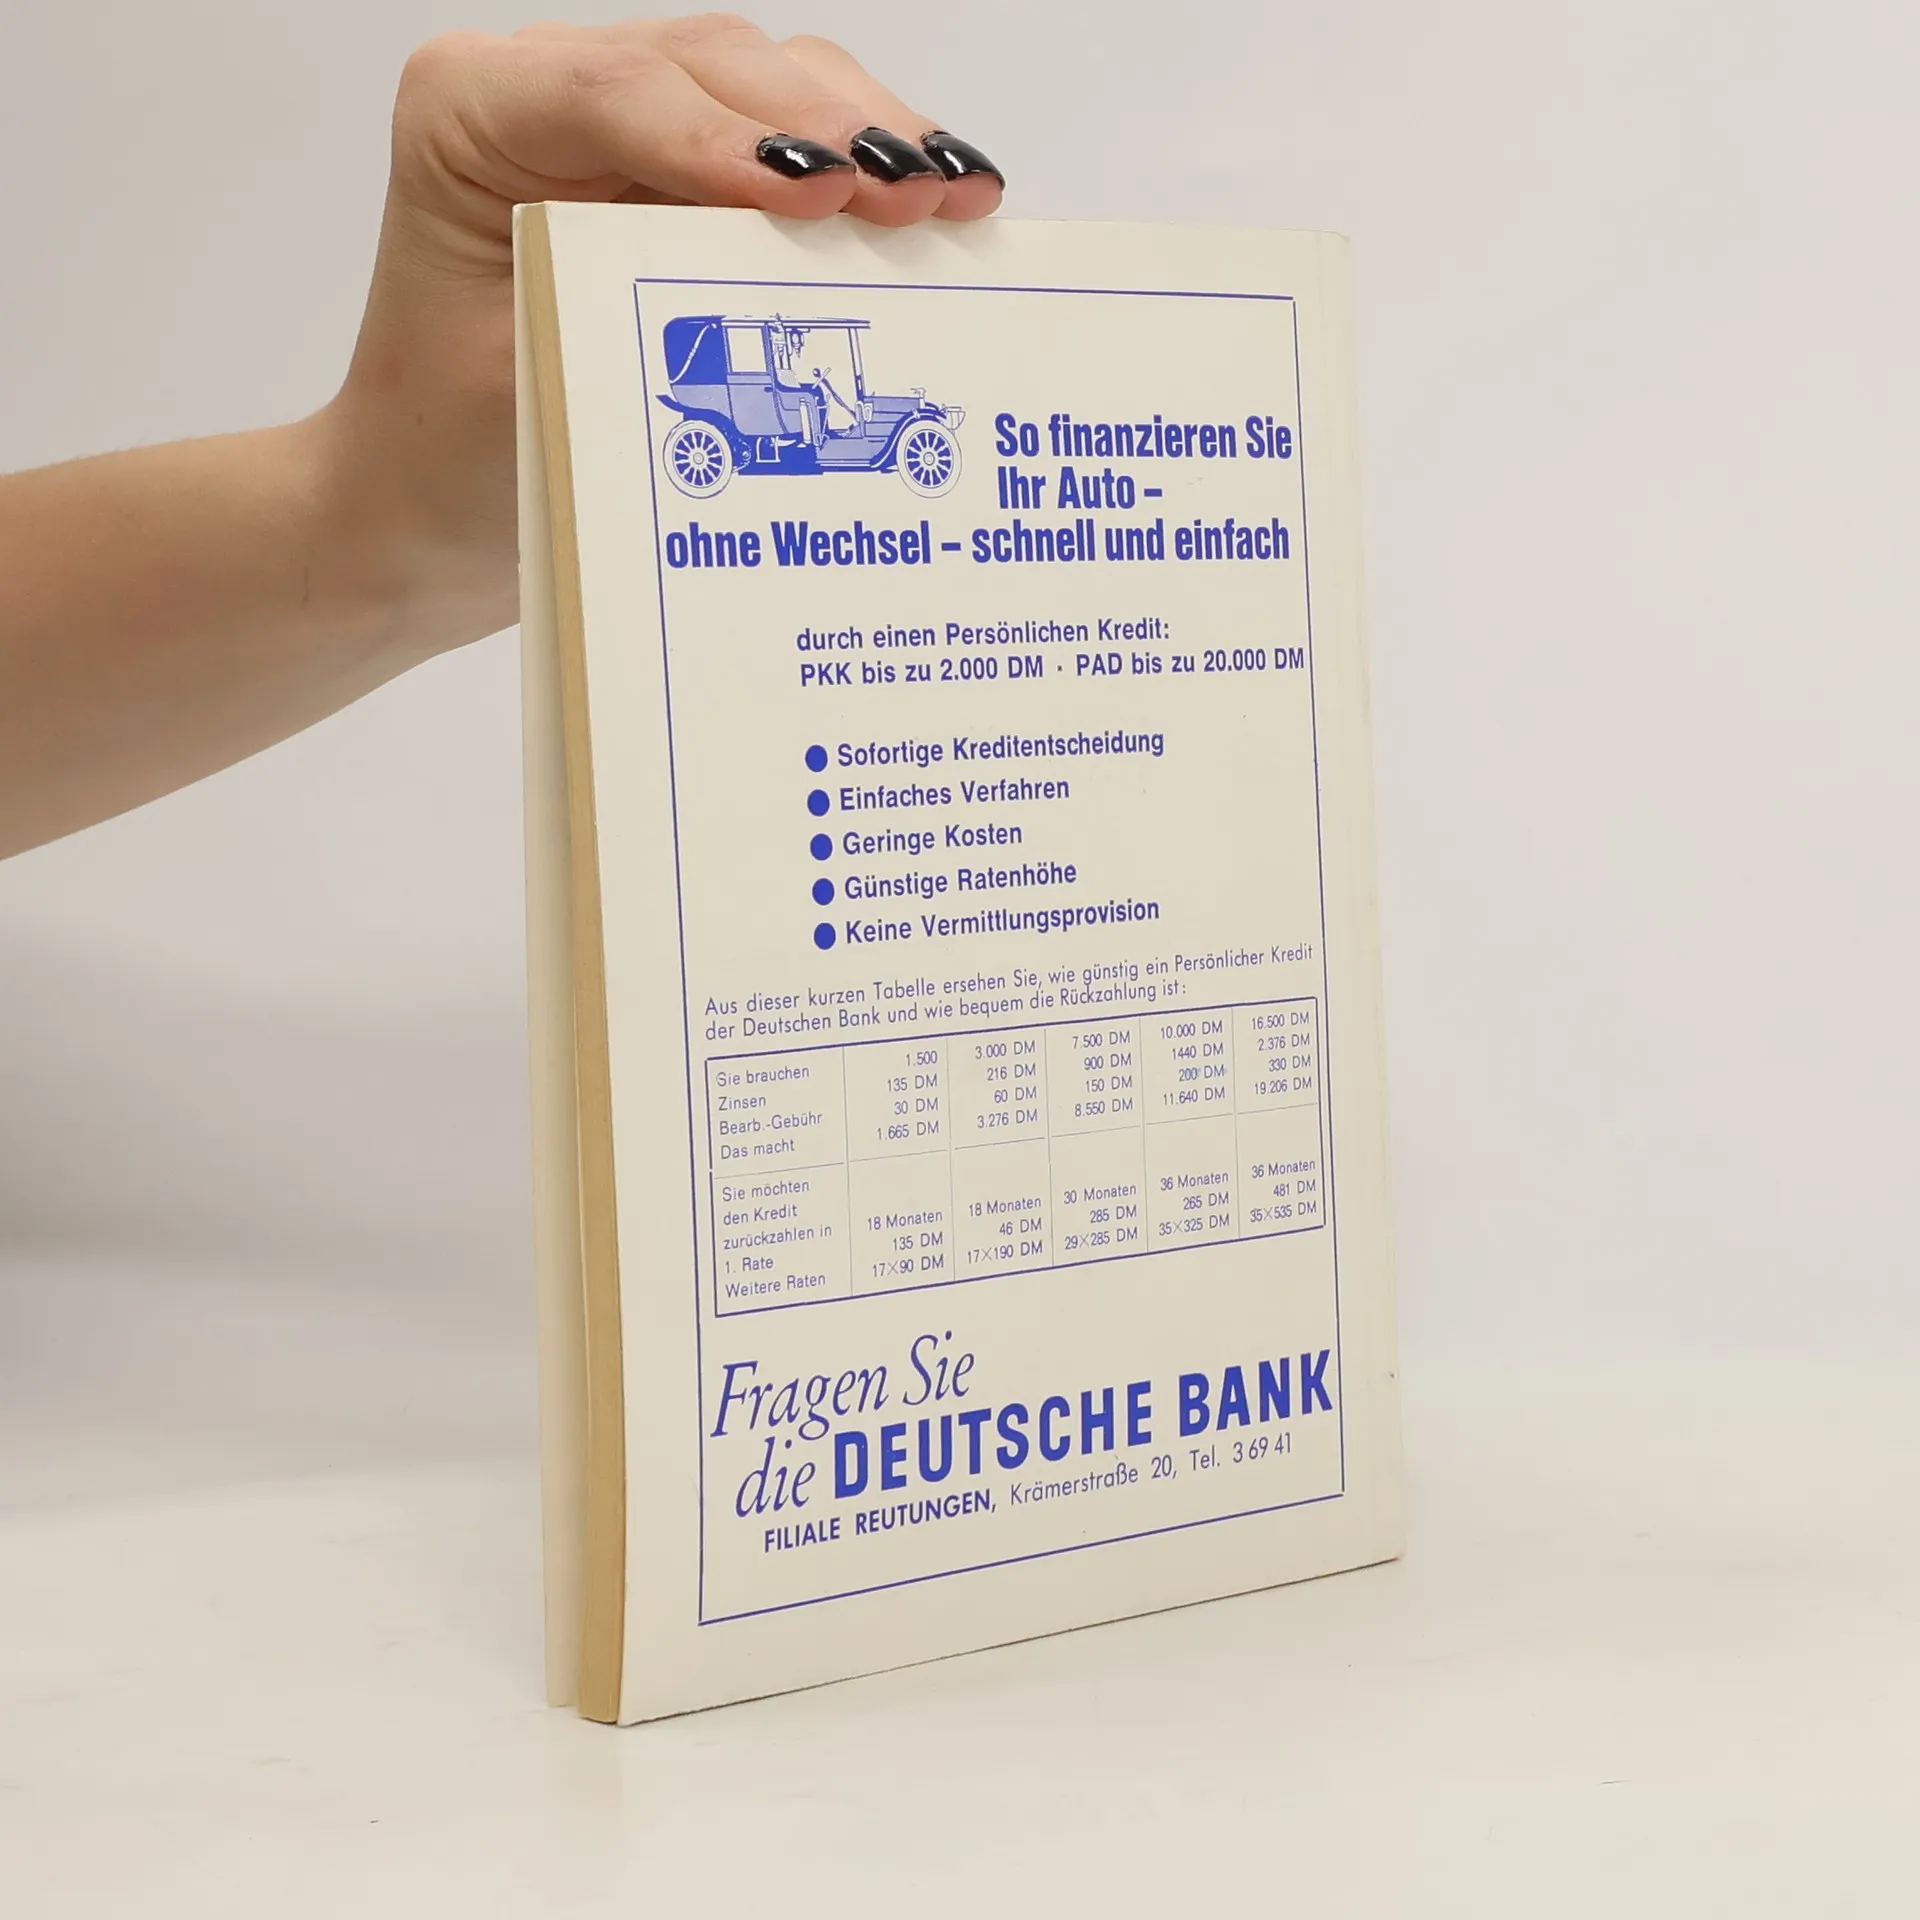 So finanzieren Sie
Ihr Auto –
ohne Wechsel – schnell und einfach
durch einen Persönlichen Kredit:
PKK bis zu 2.000 DM · PAD bis zu 20.000 DM
● Sofortige Kreditentscheidung
● Einfaches Verfahren
● Geringe Kosten
● Günstige Ratenhöhe
● Keine Vermittlungsprovision
Aus dieser kurzen Tabelle ersehen Sie, wie günstig ein Persönlicher Kredit
der Deutschen Bank und wie bequem die Rückzahlung ist:
Sie brauchen 1.500 3.000 DM 7.500 DM 10.000 DM 16.500 DM
Zinsen 135 DM 216 DM 900 DM 1440 DM 2.376 DM
Bearb.-Gebühr 30 DM 60 DM 150 DM 200 DM 330 DM
Das macht 1.665 DM 3.276 DM 8.550 DM 11.640 DM 19.206 DM
Sie möchten
den Kredit
zurückzahlen in 18 Monaten 18 Monaten 30 Monaten 36 Monaten 36 Monaten
1. Rate 135 DM 46 DM 285 DM 265 DM 481 DM
Weitere Raten 17×90 DM 17×190 DM 29×285 DM 35×325 DM 35×535 DM
Fragen Sie
die DEUTSCHE BANK
FILIALE REUTUNGEN, Krämerstraße 20, Tel. 3 69 41